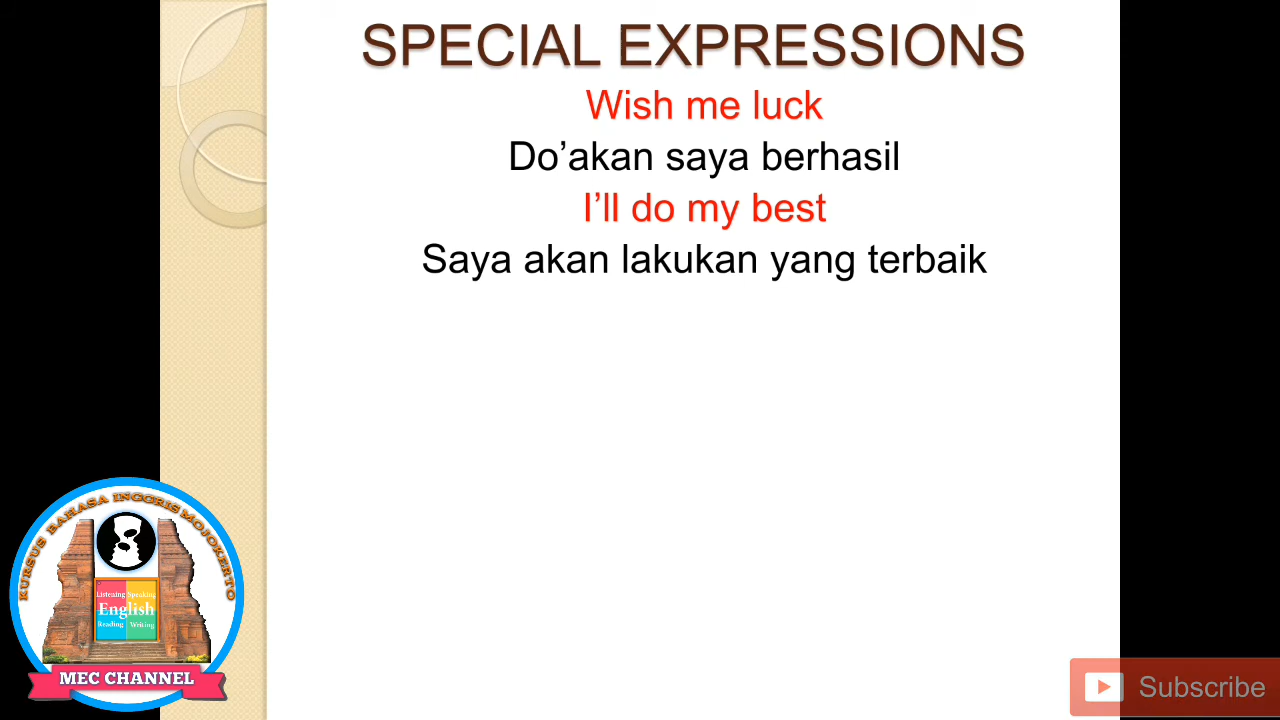 SPECIAL EXPRESSIONS
Wish me luck
Do’akan saya berhasil
I’ll do my best
Saya akan lakukan yang terbaik
KURSUS BAHASA INGGRIS MOJOKERTO
Listening Speaking
English
Reading Writing
MEC CHANNEL
Subscribe